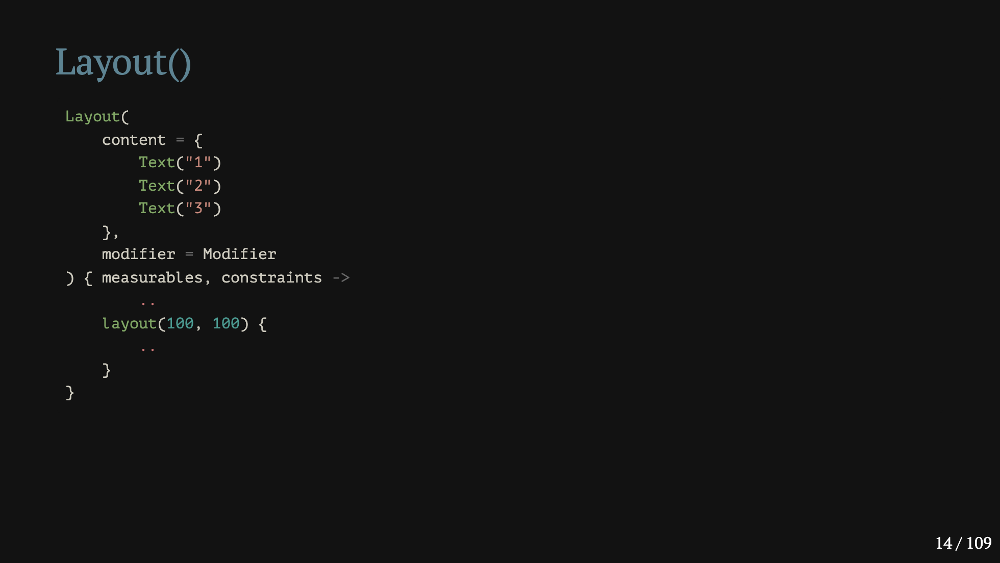 Layout()
Layout(
    content = {
        Text("1")
        Text("2")
        Text("3")
    },
    modifier = Modifier
) { measurables, constraints ->
        ..
    layout(100, 100) {
        ..
    }
}
14 / 109